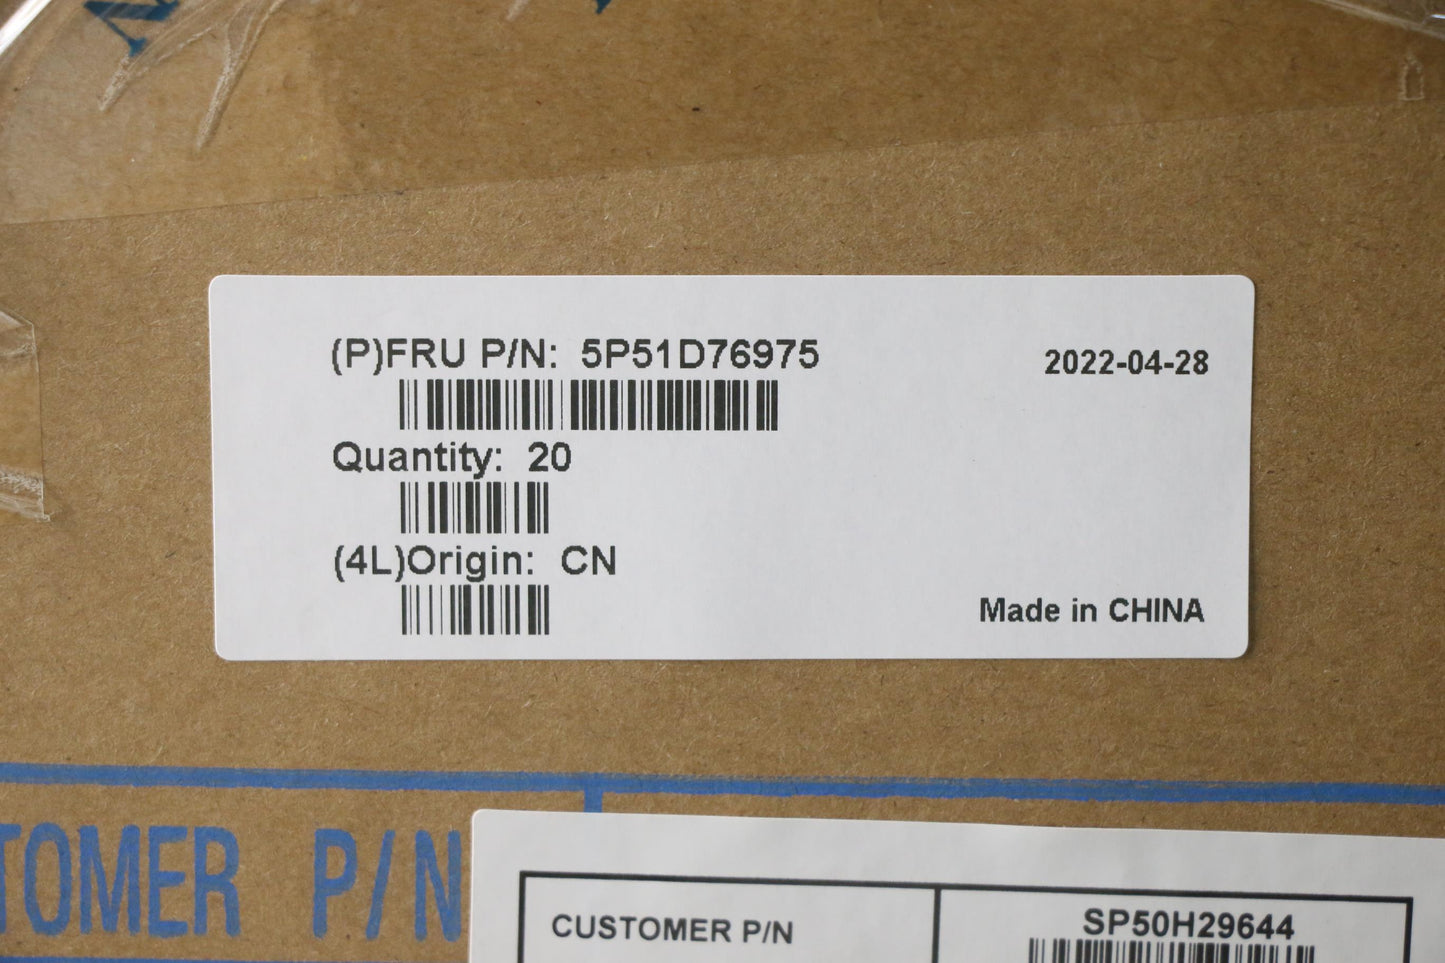 (P)FRU P/N: 5P51D76975
2022-04-28
Quantity: 20
(4L)Origin: CN
Made in CHINA
TOMER P/N
CUSTOMER P/N
SP50H29644